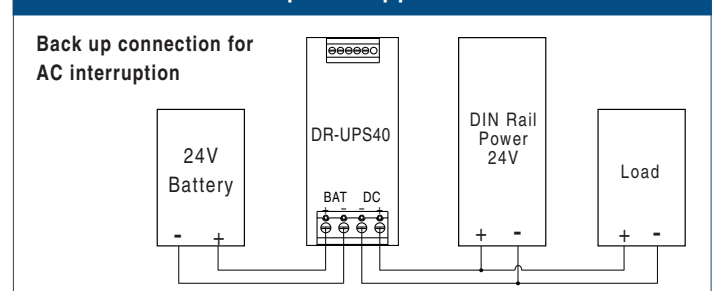 Back up connection for
AC interruption
24V
Battery
- +
DR-UPS40
BAT DC
+ - - +
DIN Rail
Power
24V
+ -
Load
+ -